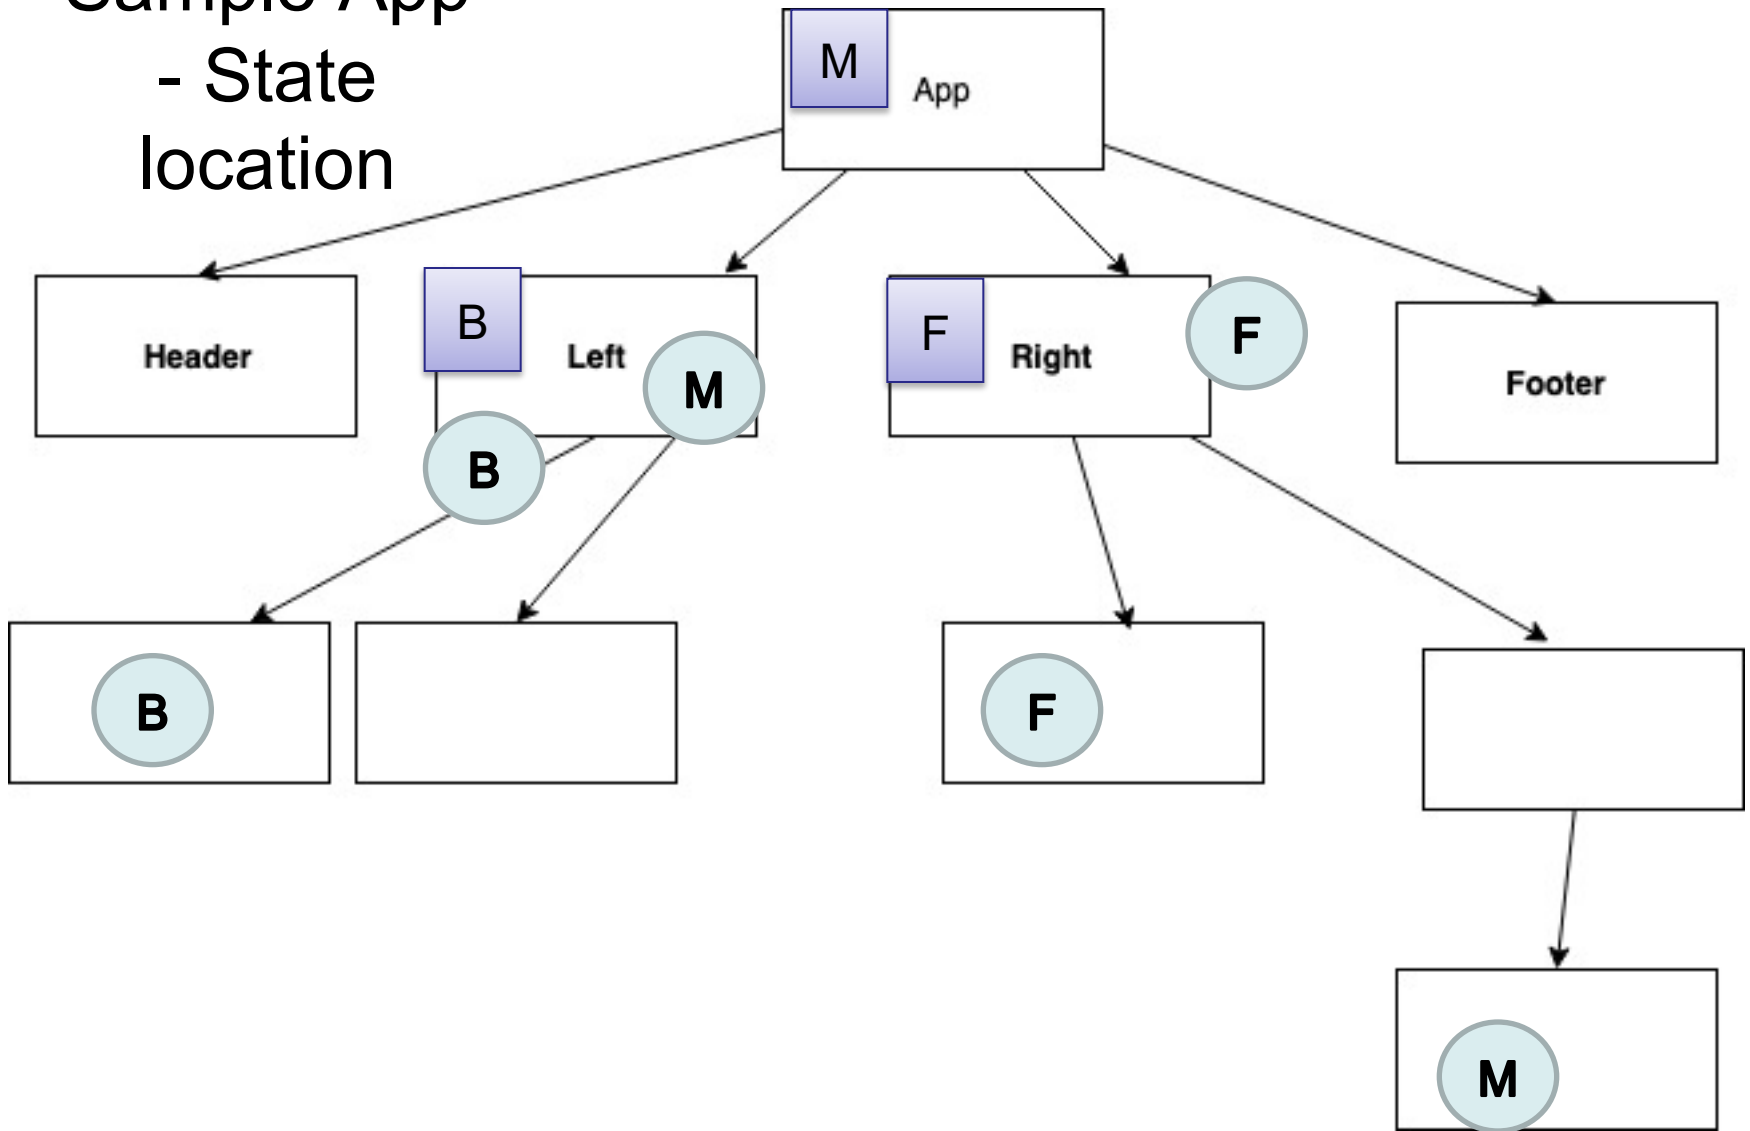 Sample App
- State
location
M
App
Header
B
Left
M
B
F
Right
F
Footer
B
F
M